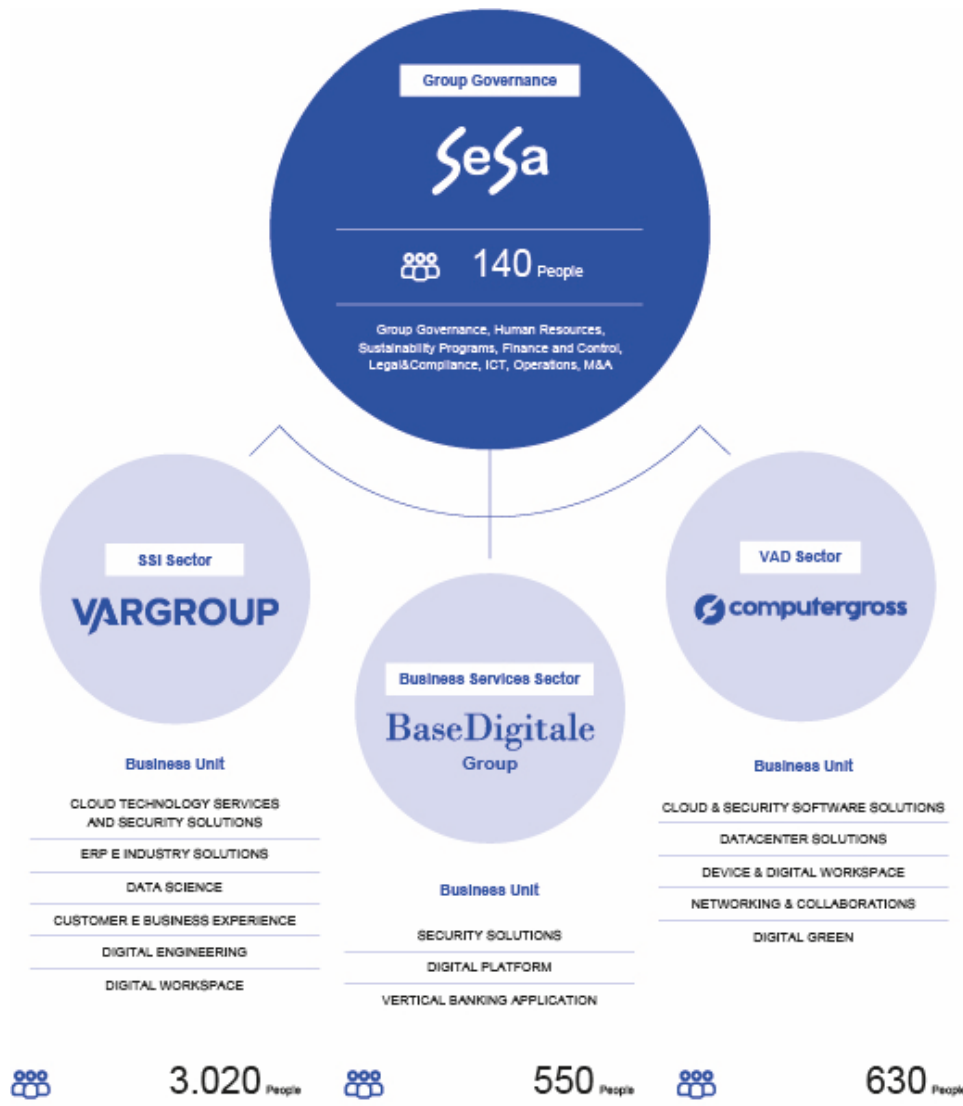 Group Governance
SeSa
140 People
Group Governance, Human Resources,
Sustainability Programs, Finance and Control,
Legal&Compliance, ICT, Operations, M&A
SSI Sector
VARGROUP
Business Unit
CLOUD TECHNOLOGY SERVICES
AND SECURITY SOLUTIONS
ERP E INDUSTRY SOLUTIONS
DATA SCIENCE
CUSTOMER E BUSINESS EXPERIENCE
DIGITAL ENGINEERING
DIGITAL WORKSPACE
3.020 People
Business Services Sector
BaseDigitale
Group
Business Unit
SECURITY SOLUTIONS
DIGITAL PLATFORM
VERTICAL BANKING APPLICATION
550 People
VAD Sector
computergross
Business Unit
CLOUD & SECURITY SOFTWARE SOLUTIONS
DATACENTER SOLUTIONS
DEVICE & DIGITAL WORKSPACE
NETWORKING & COLLABORATIONS
DIGITAL GREEN
630 People